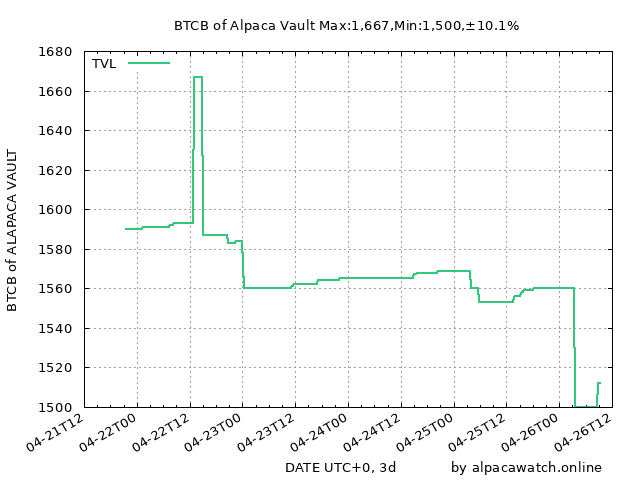 BTCB of Alpaca Vault Max:1,667,Min:1,500,±10.1%
TVL
1680
1660
1640
1620
1600
1580
1560
1540
1520
1500
BTCB of ALAPACA VAULT
04-21T12
04-22T00
04-22T12
04-23T00
04-23T12
04-24T00
04-24T12
04-25T00
04-25T12
04-26T00
04-26T12
DATE UTC+0, 3d
by alpacawatch.online